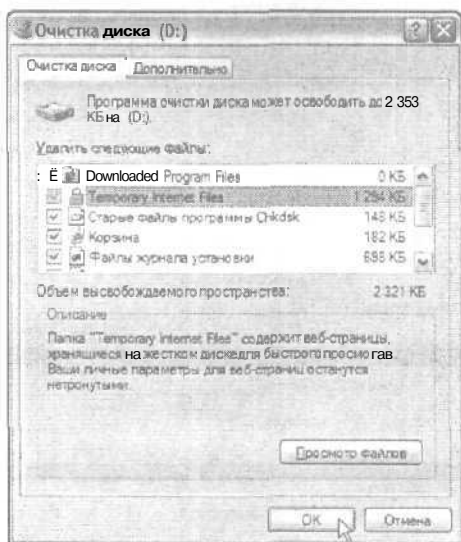 Очистка диска (D:)
Очистка диска Дополнительно
Программа очистки диска может освободить до 2 353
КБ на (D:).
Удалить следующие файлы:
: Ё Downloaded Program Files 0 КБ
Temporary Internet Files 1 294 КБ
Старые файлы программы Chkdsk 148 КБ
Корзина 182 КБ
Файлы журнала установки 698 КБ
Объем высвобождаемого пространства: 2 321 КБ
Описание
Папка "Temporary Internet Files" содержит веб-страницы,
хранящиеся на жестком диске для быстрого просмотра.
Ваши личные параметры для веб-страниц останутся
нетронутыми.
Просмотр файлов
OK Отмена